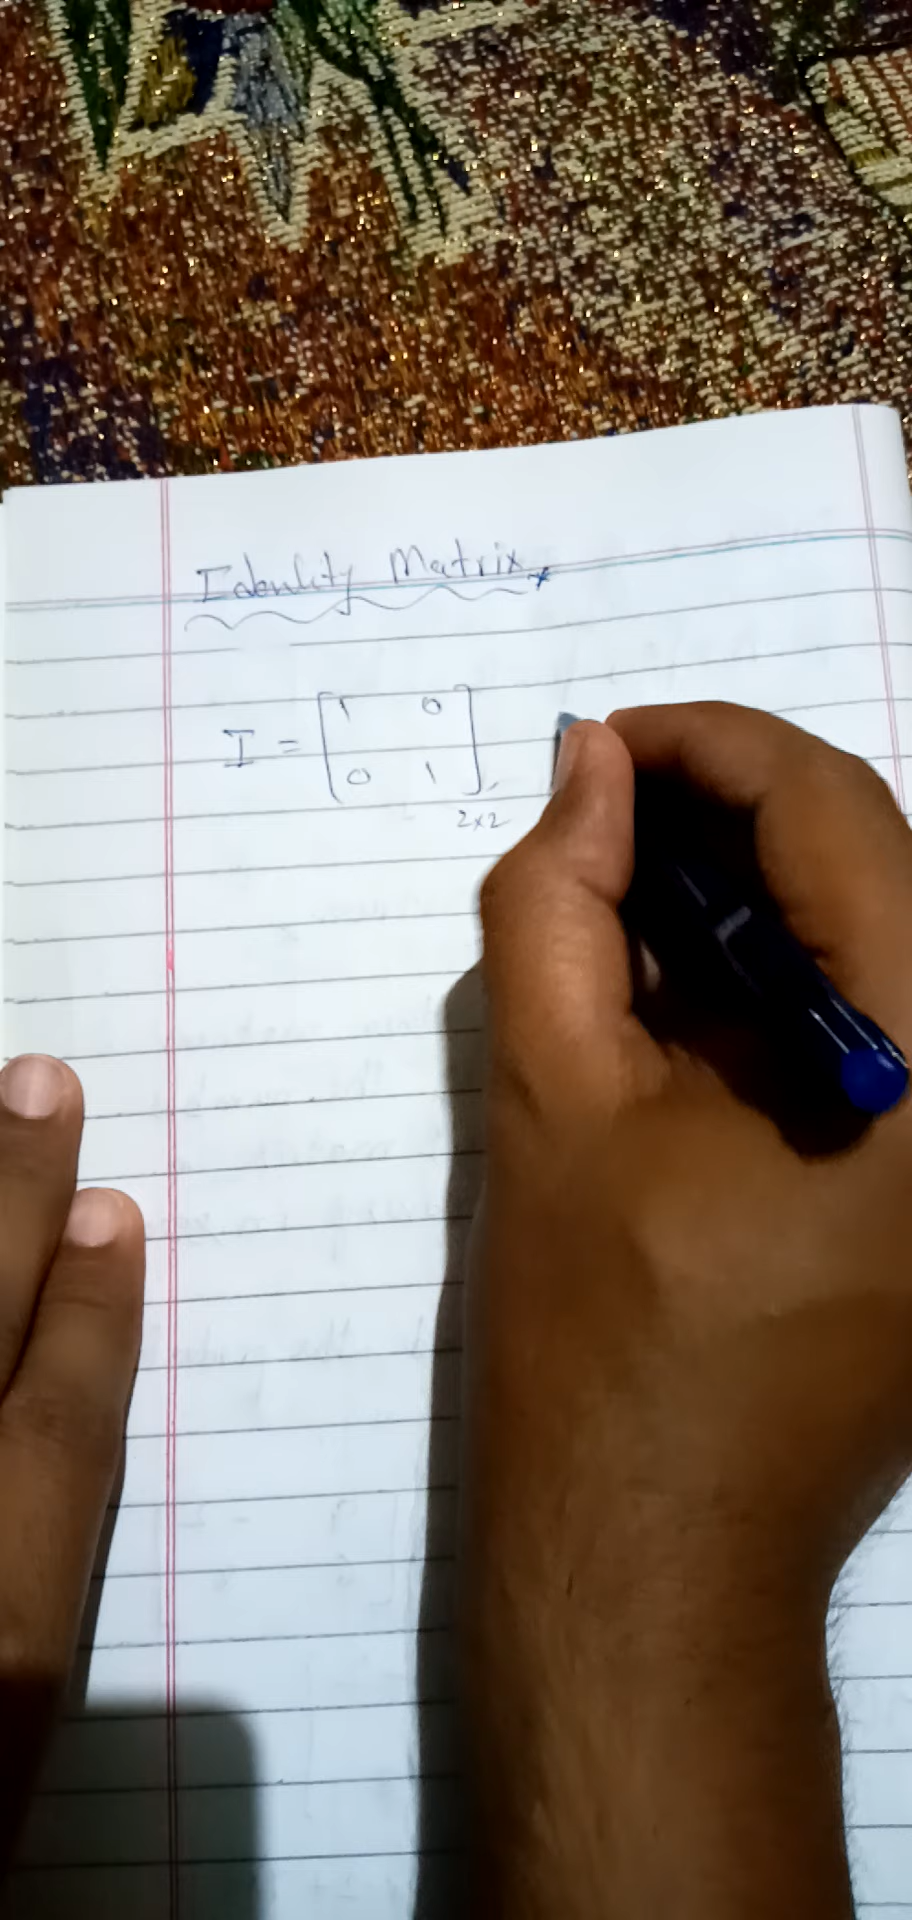 Identity Matrix
I = [ 1 0
0 1 ],
2x2